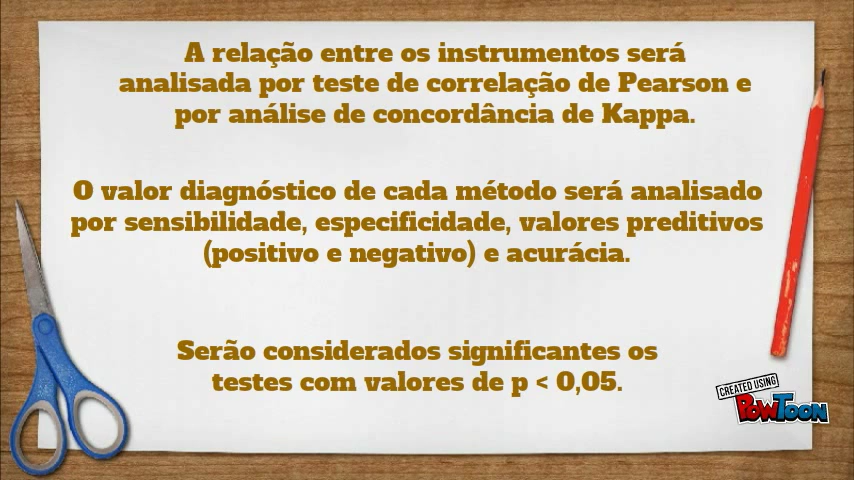 A relação entre os instrumentos será
analisada por teste de correlação de Pearson e
por análise de concordância de Kappa.
O valor diagnóstico de cada método será analisado
por sensibilidade, especificidade, valores preditivos
(positivo e negativo) e acurácia.
Serão considerados significantes os
testes com valores de p < 0,05.
CREATED USING
POWTOON